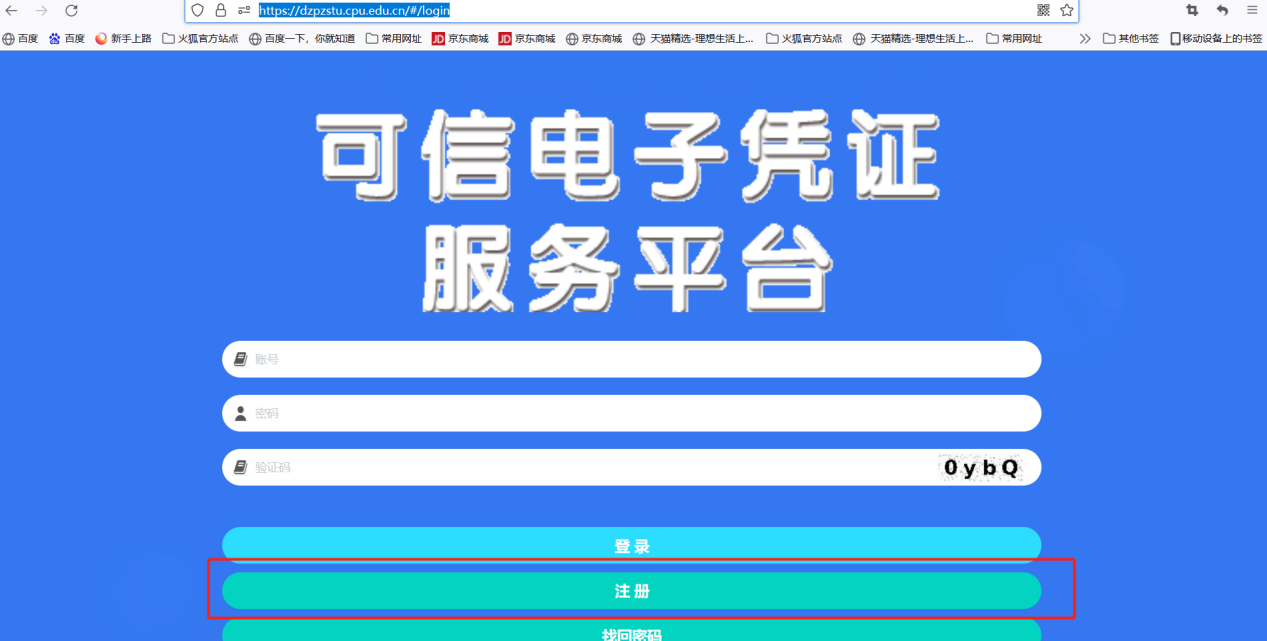 https://dzpzstu.cpu.edu.cn/#/login
百度 百度 新手上路 火狐官方站点 百度一下，你就知道 常用网址 JD 京东商城 JD 京东商城 京东商城 天猫精选-理想生活上... 火狐官方站点 天猫精选-理想生活上... 常用网址 其他书签 移动设备上的书签
可信电子凭证
服务平台
账号
密码
验证码 0ybQ
登 录
注 册
找回密码